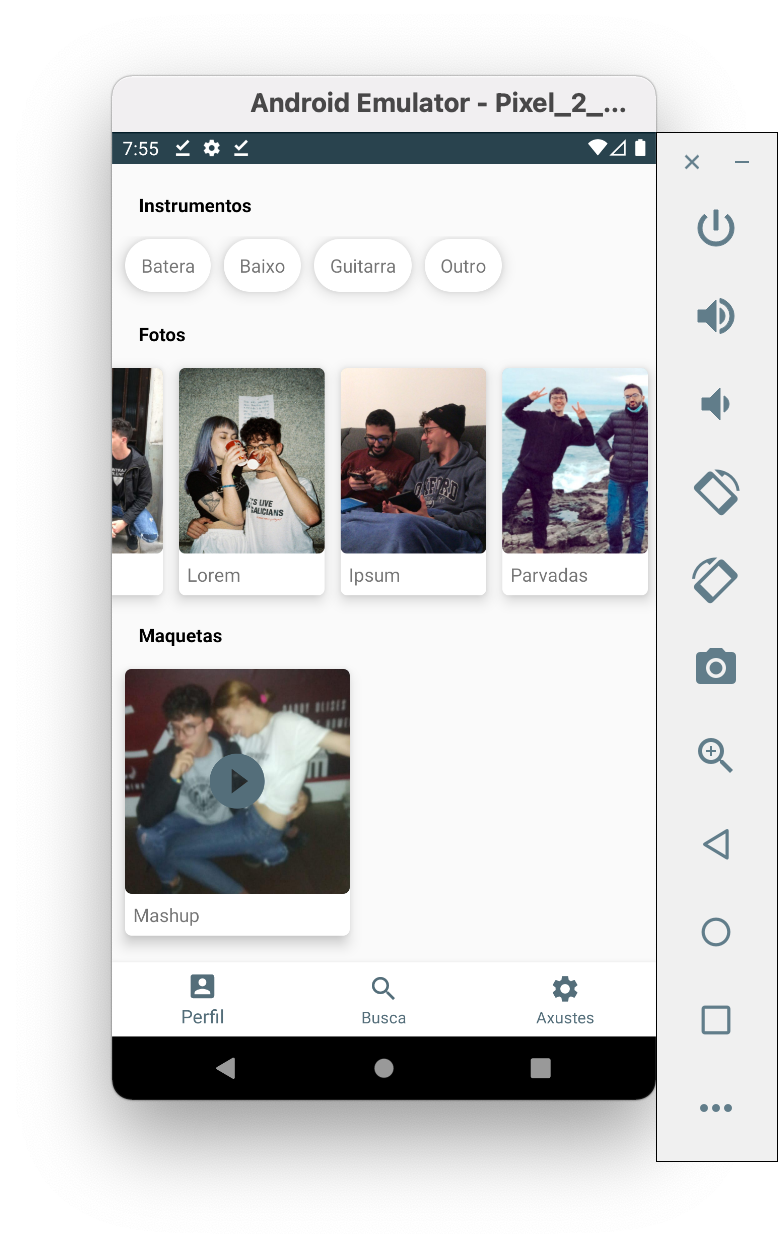 Android Emulator - Pixel_2_...
7:55
Instrumentos
Batera Baixo Guitarra Outro
Fotos
OXFORD
Lorem Ipsum Parvadas
Maquetas
Mashup
Perfil Busca Axustes